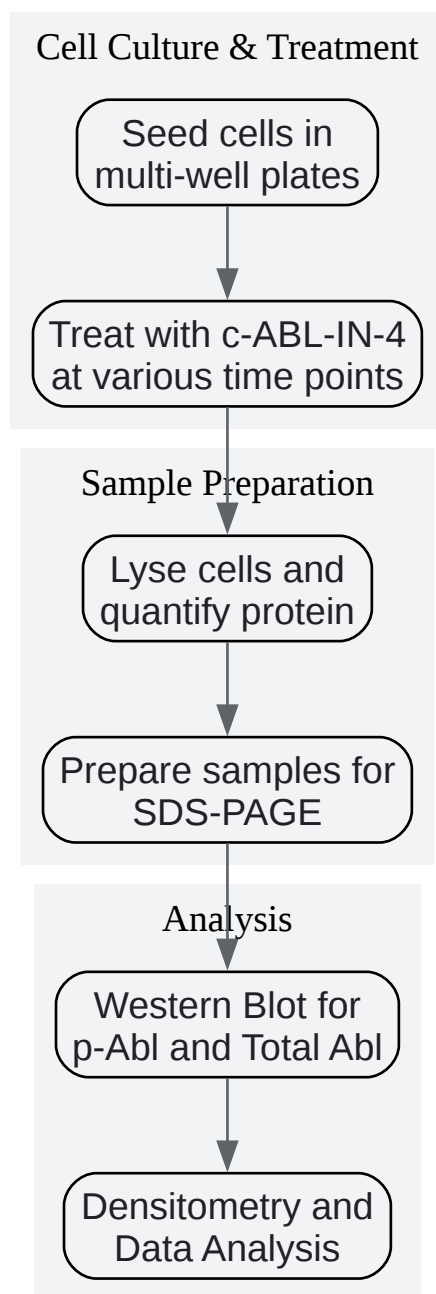 Cell Culture & Treatment
Seed cells in
multi-well plates
Treat with c-ABL-IN-4
at various time points
Sample Preparation
Lyse cells and
quantify protein
Prepare samples for
SDS-PAGE
Analysis
Western Blot for
p-Abl and Total Abl
Densitometry and
Data Analysis